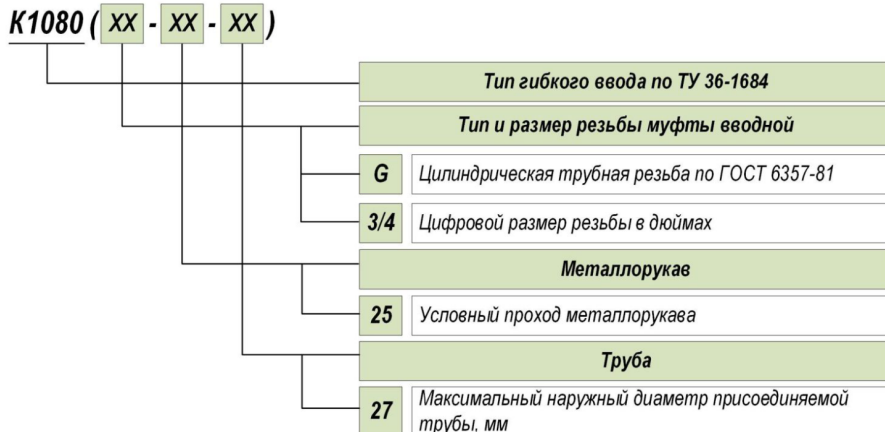 К1080 ( XX - XX - XX )
Тип гибкого ввода по ТУ 36-1684
Тип и размер резьбы муфты вводной
G Цилиндрическая трубная резьба по ГОСТ 6357-81
3/4 Цифровой размер резьбы в дюймах
Металлорукав
25 Условный проход металлорукава
Труба
27 Максимальный наружный диаметр присоединяемой
трубы, мм